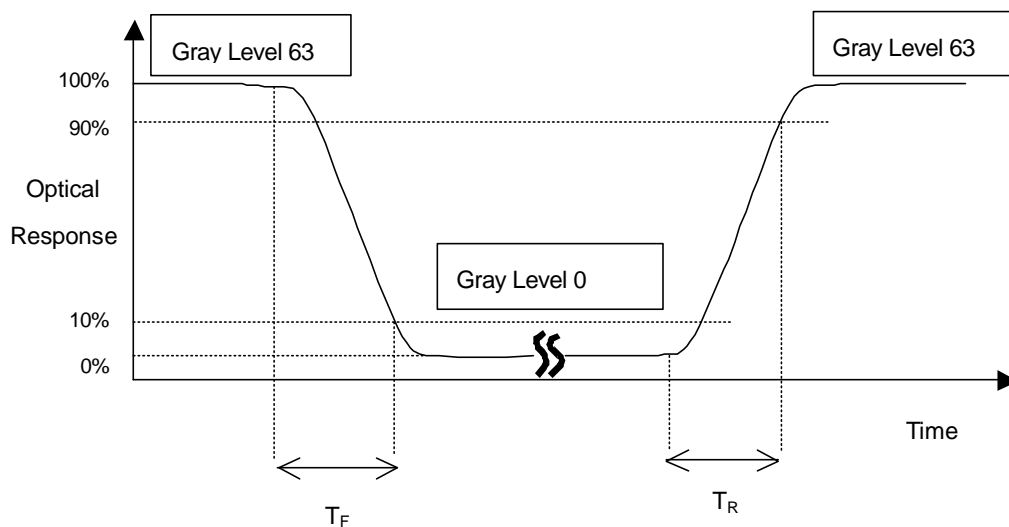 Gray Level 63
Gray Level 63
100%
90%
Optical
Response
Gray Level 0
10%
0%
Time
TF
TR